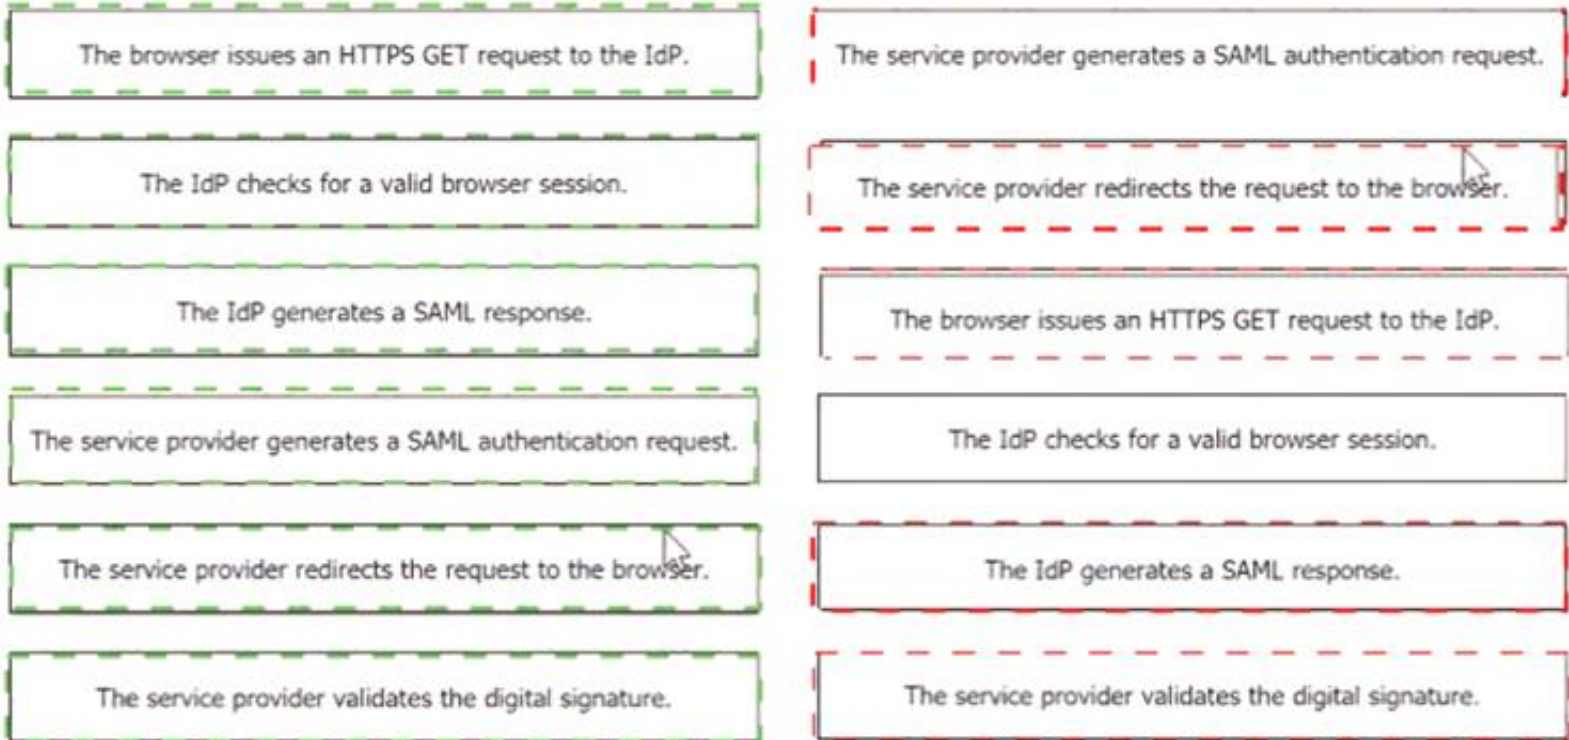 The browser issues an HTTPS GET request to the IdP.
The IdP checks for a valid browser session.
The IdP generates a SAML response.
The service provider generates a SAML authentication request.
The service provider redirects the request to the browser.
The service provider validates the digital signature.
The service provider generates a SAML authentication request.
The service provider redirects the request to the browser.
The browser issues an HTTPS GET request to the IdP.
The IdP checks for a valid browser session.
The IdP generates a SAML response.
The service provider validates the digital signature.